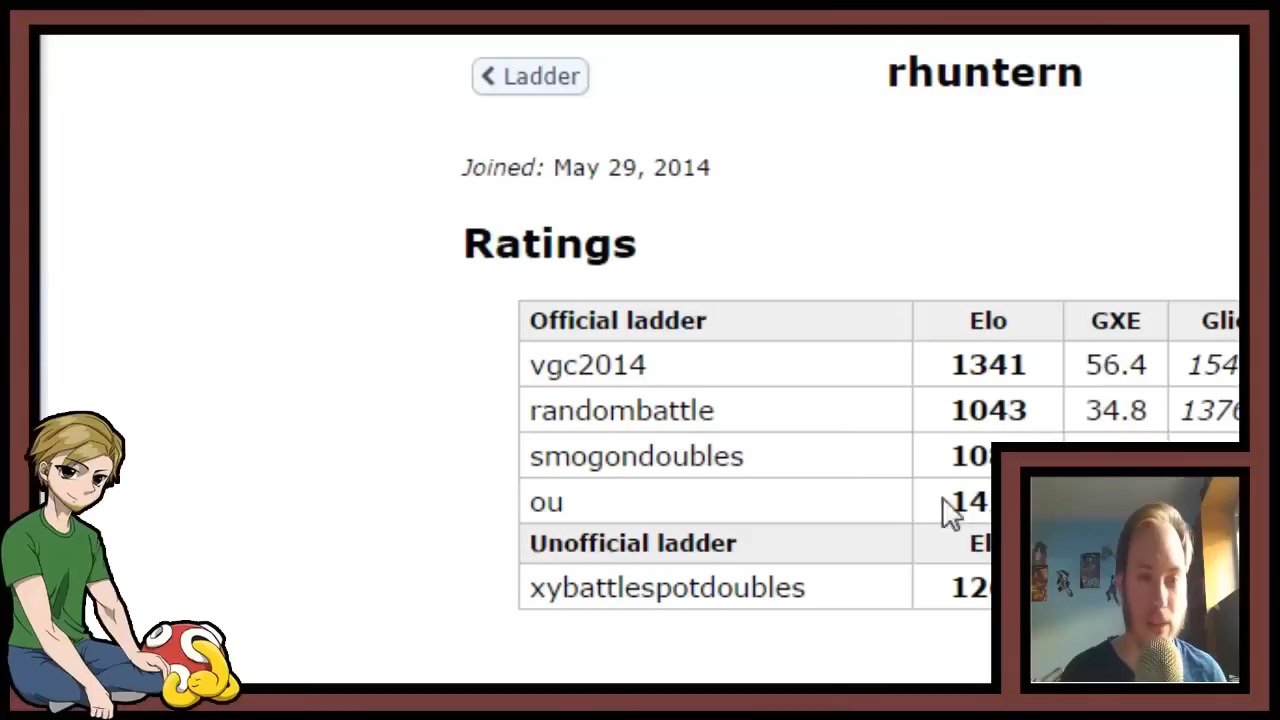 Ladder
rhuntern
Joined: May 29, 2014
Ratings
Official ladder Elo GXE
vgc2014 1341 56.4
randombattle 1043 34.8
smogondoubles
ou
Unofficial ladder
xybattlespotdoubles